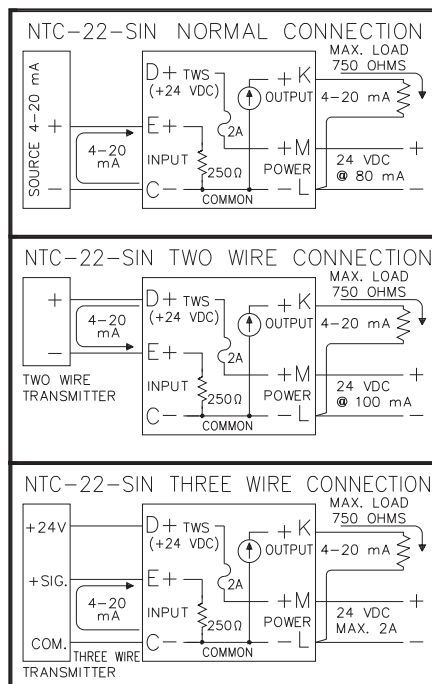 NTC-22-SIN NORMAL CONNECTION
MAX. LOAD
750 OHMS
SOURCE 4-20 mA
+
-
4-20
mA
D+ TWS
(+24 VDC)
2A
E+
INPUT
250Ω
C-
COMMON
+K
OUTPUT
4-20 mA
+M
POWER
-L
24 VDC
@ 80 mA
+
-
NTC-22-SIN TWO WIRE CONNECTION
MAX. LOAD
750 OHMS
+
-
4-20
mA
TWO WIRE
TRANSMITTER
D+ TWS
(+24 VDC)
2A
E+
INPUT
250Ω
C-
COMMON
+K
OUTPUT
4-20 mA
+M
POWER
-L
24 VDC
@ 100 mA
+
-
NTC-22-SIN THREE WIRE CONNECTION
MAX. LOAD
750 OHMS
+24V
+SIG.
COM.
4-20
mA
THREE WIRE
TRANSMITTER
D+ TWS
(+24 VDC)
2A
E+
INPUT
250Ω
C-
COMMON
+K
OUTPUT
4-20 mA
+M
POWER
-L
24 VDC
MAX. 2A
+
-